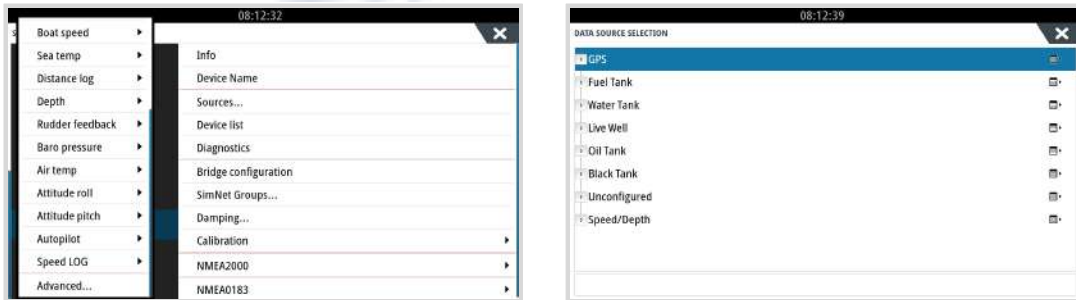 08:12:32
Boat speed
Sea temp
Distance log
Depth
Rudder feedback
Baro pressure
Air temp
Attitude roll
Attitude pitch
Autopilot
Speed LOG
Advanced...
Info
Device Name
Sources...
Device list
Diagnostics
Bridge configuration
SimNet Groups...
Damping...
Calibration
NMEA2000
NMEA0183
08:12:39
DATA SOURCE SELECTION
GPS
Fuel Tank
Water Tank
Live Well
Oil Tank
Black Tank
Unconfigured
Speed/Depth